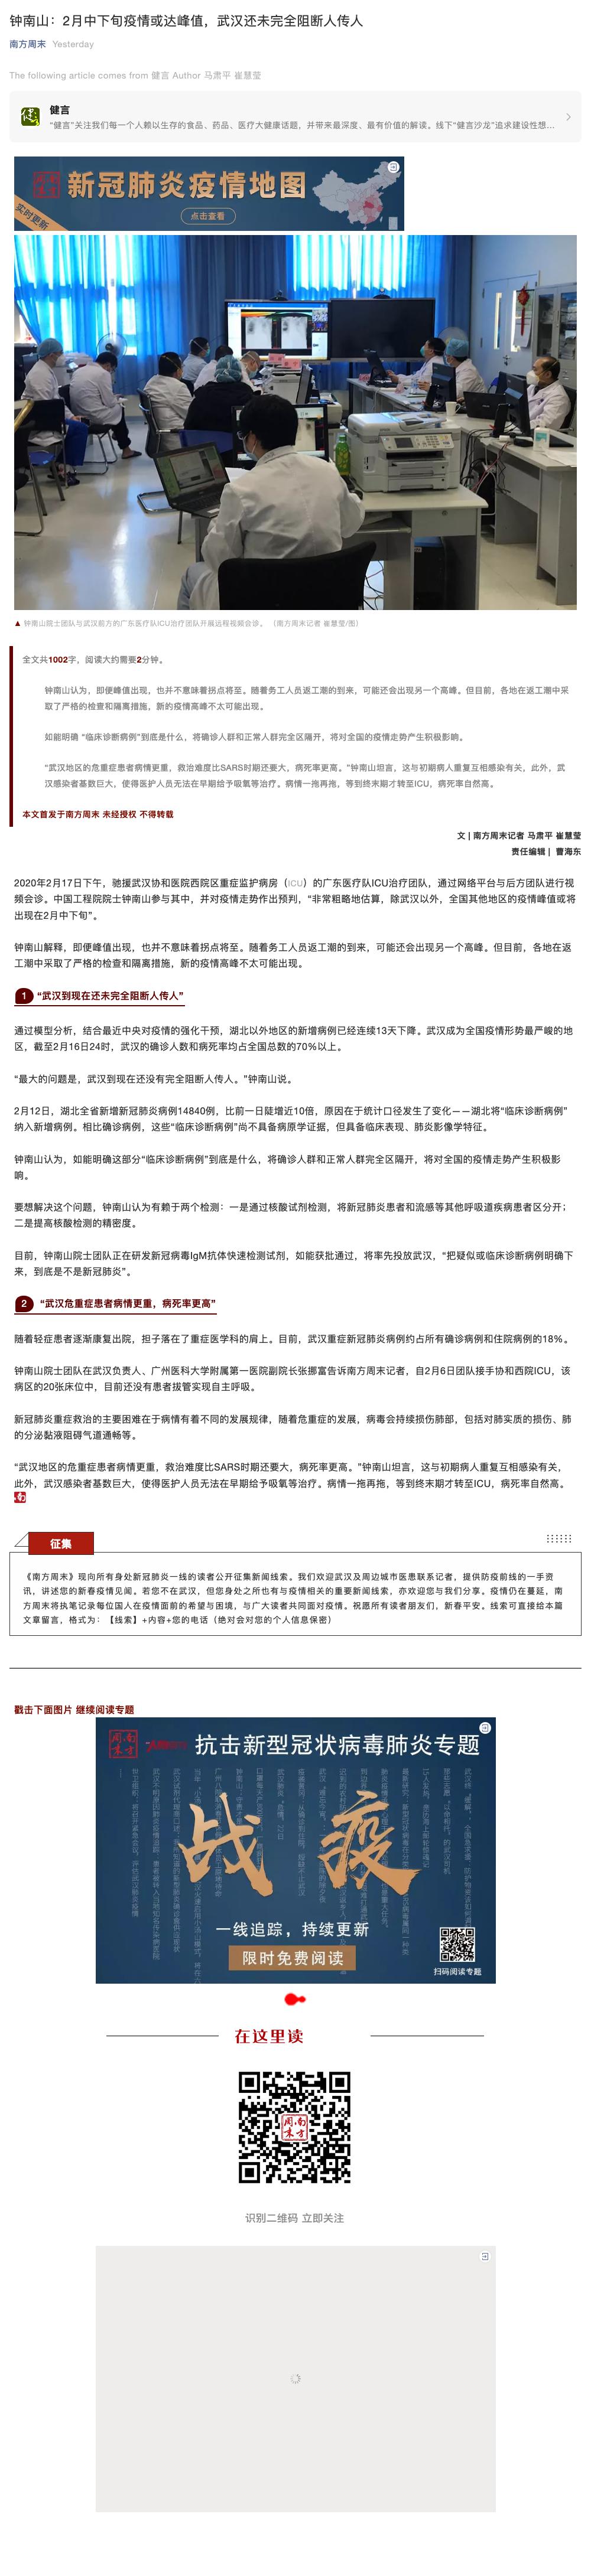 钟南山：2月中下旬疫情或达峰值，武汉还未完全阻断人传人
南方周末 Yesterday
The following article comes from 健言 Author 马肃平 崔慧莹
健言
“健言”关注我们每一个人赖以生存的食品、药品、医疗大健康话题，并带来最深度、最有价值的解读。线下“健言沙龙”追求建设性想...
新冠肺炎疫情地图
实时更新
点击查看
▲ 钟南山院士团队与武汉前方的广东医疗队ICU治疗团队开展远程视频会诊。（南方周末记者 崔慧莹/图）
全文共1002字，阅读大约需要2分钟。
钟南山认为，即便峰值出现，也并不意味着拐点将至。随着务工人员返工潮的到来，可能还会出现另一个高峰。但目前，各地在返工潮中采
取了严格的检查和隔离措施，新的疫情高峰不太可能出现。
如能明确 “临床诊断病例”到底是什么，将确诊人群和正常人群完全区隔开，将对全国的疫情走势产生积极影响。
“武汉地区的危重症患者病情更重，救治难度比SARS时期还要大，病死率更高。”钟南山坦言，这与初期病人重复互相感染有关，此外，武
汉感染者基数巨大，使得医护人员无法在早期给予吸氧等治疗。病情一拖再拖，等到终末期才转至ICU，病死率自然高。
本文首发于南方周末 未经授权 不得转载
文 | 南方周末记者 马肃平 崔慧莹
责任编辑 | 曹海东
2020年2月17日下午，驰援武汉协和医院西院区重症监护病房（ICU）的广东医疗队ICU治疗团队，通过网络平台与后方团队进行视
频会诊。中国工程院院士钟南山参与其中，并对疫情走势作出预判，“非常粗略地估算，除武汉以外，全国其他地区的疫情峰值或将
出现在2月中下旬”。
钟南山解释，即便峰值出现，也并不意味着拐点将至。随着务工人员返工潮的到来，可能还会出现另一个高峰。但目前，各地在返
工潮中采取了严格的检查和隔离措施，新的疫情高峰不太可能出现。
1 “武汉到现在还未完全阻断人传人”
通过模型分析，结合最近中央对疫情的强化干预，湖北以外地区的新增病例已经连续13天下降。武汉成为全国疫情形势最严峻的地
区，截至2月16日24时，武汉的确诊人数和病死率均占全国总数的70%以上。
“最大的问题是，武汉到现在还没有完全阻断人传人。”钟南山说。
2月12日，湖北全省新增新冠肺炎病例14840例，比前一日陡增近10倍，原因在于统计口径发生了变化——湖北将“临床诊断病例”
纳入新增病例。相比确诊病例，这些“临床诊断病例”尚不具备病原学证据，但具备临床表现、肺炎影像学特征。
钟南山认为，如能明确这部分“临床诊断病例”到底是什么，将确诊人群和正常人群完全区隔开，将对全国的疫情走势产生积极影
响。
要想解决这个问题，钟南山认为有赖于两个检测：一是通过核酸试剂检测，将新冠肺炎患者和流感等其他呼吸道疾病患者区分开；
二是提高核酸检测的精密度。
目前，钟南山院士团队正在研发新冠病毒IgM抗体快速检测试剂，如能获批通过，将率先投放武汉，“把疑似或临床诊断病例明确下
来，到底是不是新冠肺炎”。
2 “武汉危重症患者病情更重，病死率更高”
随着轻症患者逐渐康复出院，担子落在了重症医学科的肩上。目前，武汉重症新冠肺炎病例约占所有确诊病例和住院病例的18%。
钟南山院士团队在武汉负责人、广州医科大学附属第一医院副院长张挪富告诉南方周末记者，自2月6日团队接手协和西院ICU，该
病区的20张床位中，目前还没有患者拔管实现自主呼吸。
新冠肺炎重症救治的主要困难在于病情有着不同的发展规律，随着危重症的发展，病毒会持续损伤肺部，包括对肺实质的损伤、肺
的分泌黏液阻碍气道通畅等。
“武汉地区的危重症患者病情更重，救治难度比SARS时期还要大，病死率更高。”钟南山坦言，这与初期病人重复互相感染有关，
此外，武汉感染者基数巨大，使得医护人员无法在早期给予吸氧等治疗。病情一拖再拖，等到终末期才转至ICU，病死率自然高。
征集
《南方周末》现向所有身处新冠肺炎一线的读者公开征集新闻线索。我们欢迎武汉及周边城市医患联系记者，提供防疫前线的一手资
讯，讲述您的新春疫情见闻。若您不在武汉，但您身处之所也有与疫情相关的重要新闻线索，亦欢迎您与我们分享。疫情仍在蔓延，南
方周末将执笔记录每位国人在疫情面前的希望与困境，与广大读者共同面对疫情。祝愿所有读者朋友们，新春平安。线索可直接给本篇
文章留言，格式为：【线索】+内容+您的电话（绝对会对您的个人信息保密）
戳击下面图片 继续阅读专题
抗击新型冠状病毒肺炎专题
战疫
一线追踪，持续更新
限时免费阅读
扫码阅读专题
在这里读
南方周末
识别二维码 立即关注